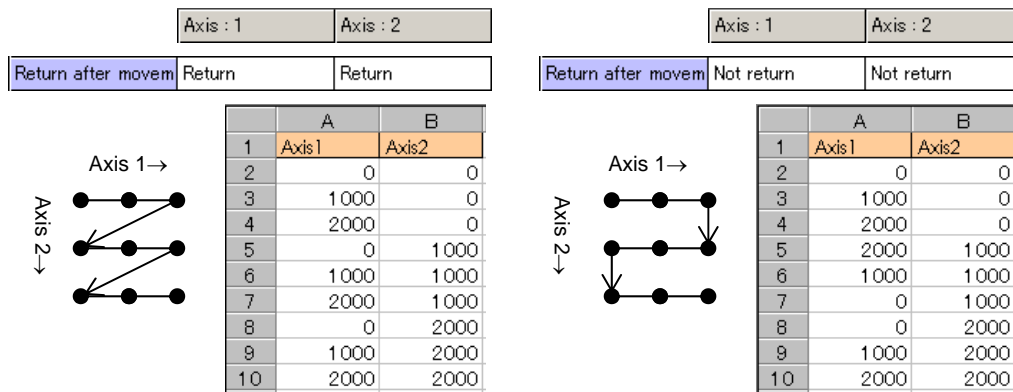 Axis : 1 Axis : 2
Return after movem Return Return
Axis 1→
Axis 2→
A B
1 Axis1 Axis2
2 0 0
3 1000 0
4 2000 0
5 0 1000
6 1000 1000
7 2000 1000
8 0 2000
9 1000 2000
10 2000 2000
Axis : 1 Axis : 2
Return after movem Not return Not return
Axis 1→
Axis 2→
A B
1 Axis1 Axis2
2 0 0
3 1000 0
4 2000 0
5 2000 1000
6 1000 1000
7 0 1000
8 0 2000
9 1000 2000
10 2000 2000